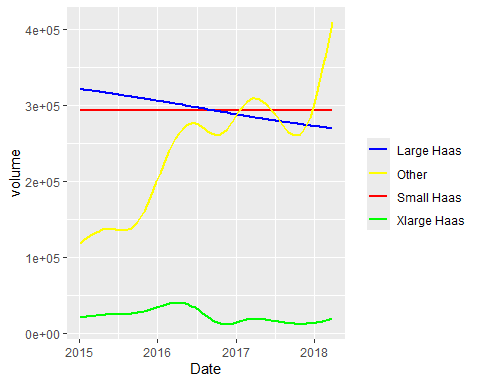 4e+05
3e+05
2e+05
1e+05
0e+00
volume
2015 2016 2017 2018
Date
Large Haas
Other
Small Haas
Xlarge Haas